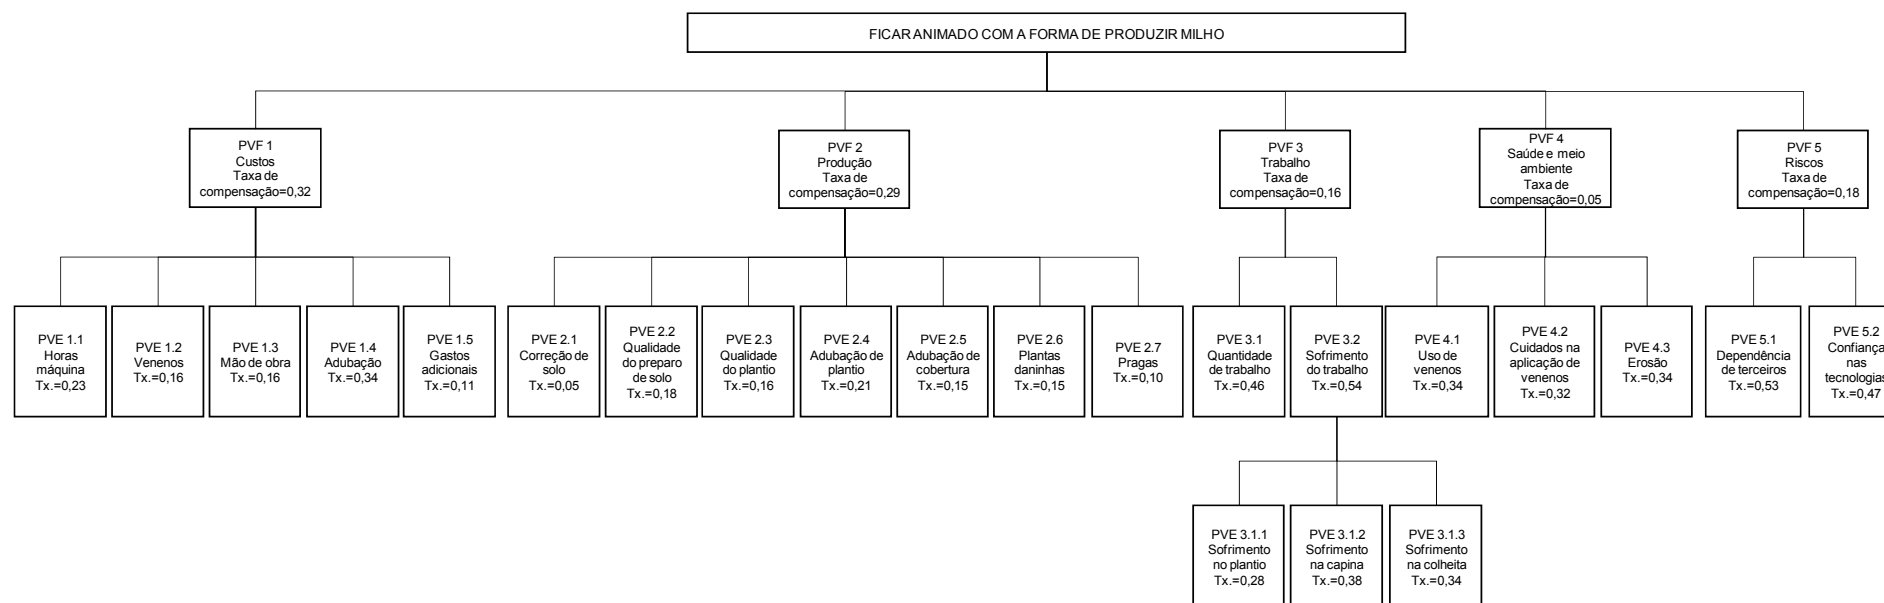 FICAR ANIMADO COM A FORMA DE PRODUZIR MILHO
PVF 1
Custos
Taxa de
compensação=0,32
PVF 2
Produção
Taxa de
compensação=0,29
PVF 3
Trabalho
Taxa de
compensação=0,16
PVF 4
Saúde e meio
ambiente
Taxa de
compensação=0,05
PVF 5
Riscos
Taxa de
compensação=0,18
PVE 1.1
Horas
máquina
Tx.=0,23
PVE 1.2
Venenos
Tx.=0,16
PVE 1.3
Mão de obra
Tx.=0,16
PVE 1.4
Adubação
Tx.=0,34
PVE 1.5
Gastos
adicionais
Tx.=0,11
PVE 2.1
Correção de
solo
Tx.=0,05
PVE 2.2
Qualidade
do preparo
de solo
Tx.=0,18
PVE 2.3
Qualidade
do plantio
Tx.=0,16
PVE 2.4
Adubação de
plantio
Tx.=0,21
PVE 2.5
Adubação de
cobertura
Tx.=0,15
PVE 2.6
Plantas
daninhas
Tx.=0,15
PVE 2.7
Pragas
Tx.=0,10
PVE 3.1
Quantidade
de trabalho
Tx.=0,46
PVE 3.2
Sofrimento
do trabalho
Tx.=0,54
PVE 4.1
Uso de
venenos
Tx.=0,34
PVE 4.2
Cuidados na
aplicação de
venenos
Tx.=0,32
PVE 4.3
Erosão
Tx.=0,34
PVE 5.1
Dependência
de terceiros
Tx.=0,53
PVE 5.2
Confiança
nas
tecnologias
Tx.=0,47
PVE 3.1.1
Sofrimento
no plantio
Tx.=0,28
PVE 3.1.2
Sofrimento
na capina
Tx.=0,38
PVE 3.1.3
Sofrimento
na colheita
Tx.=0,34